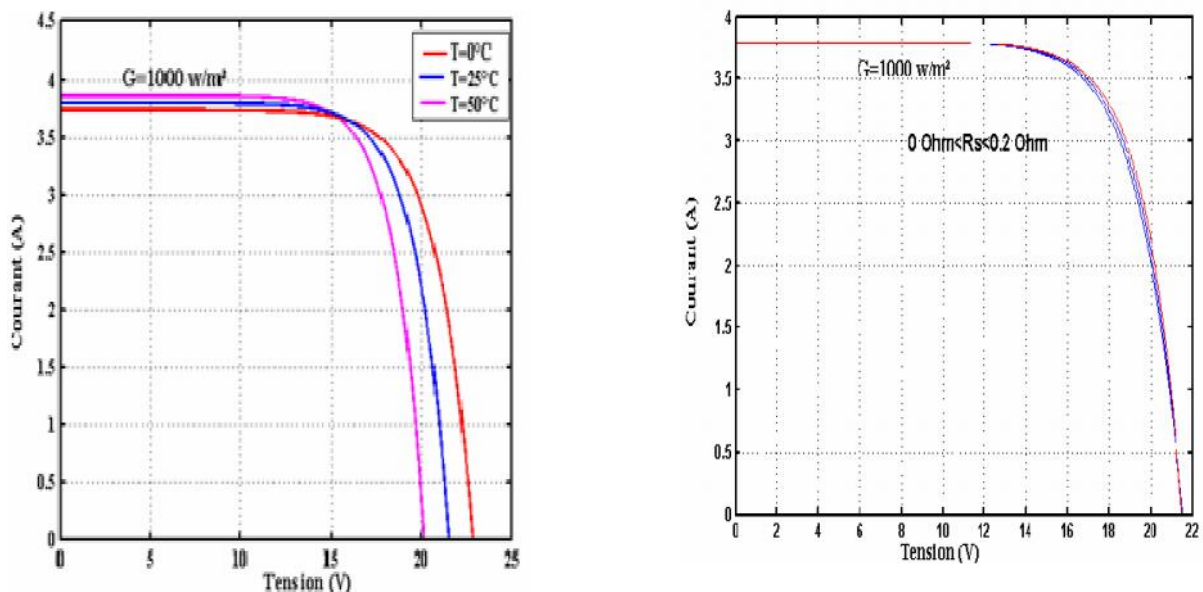 4.5
4
3.5
3
2.5
2
1.5
1
0.5
0
Courant (A)
G=1000 w/m²
T=0°C
T=25°C
T=50°C
0 5 10 15 20 25
Tension (V)
4
3.5
3
2.5
2
1.5
1
0.5
0
Courant (A)
G=1000 w/m²
0 Ohm<Rs<0.2 Ohm
0 2 4 6 8 10 12 14 16 18 20 22
Tension (V)